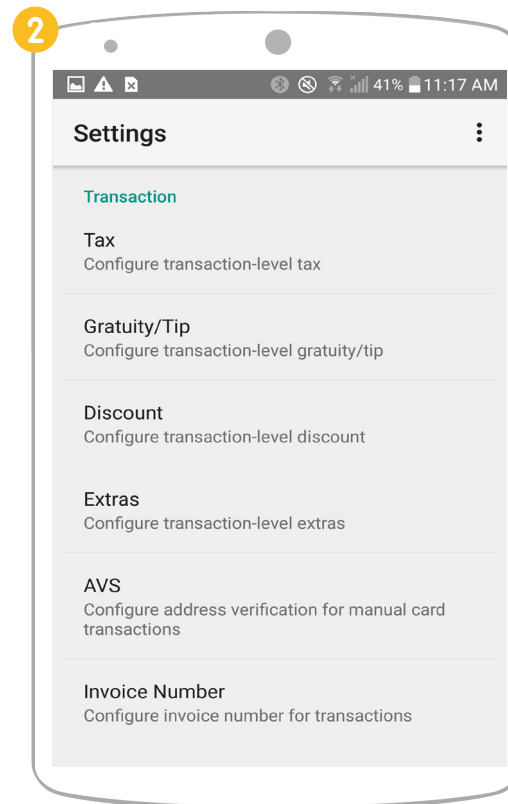 2
41% 11:17 AM
Settings
Transaction
Tax
Configure transaction-level tax
Gratuity/Tip
Configure transaction-level gratuity/tip
Discount
Configure transaction-level discount
Extras
Configure transaction-level extras
AVS
Configure address verification for manual card
transactions
Invoice Number
Configure invoice number for transactions